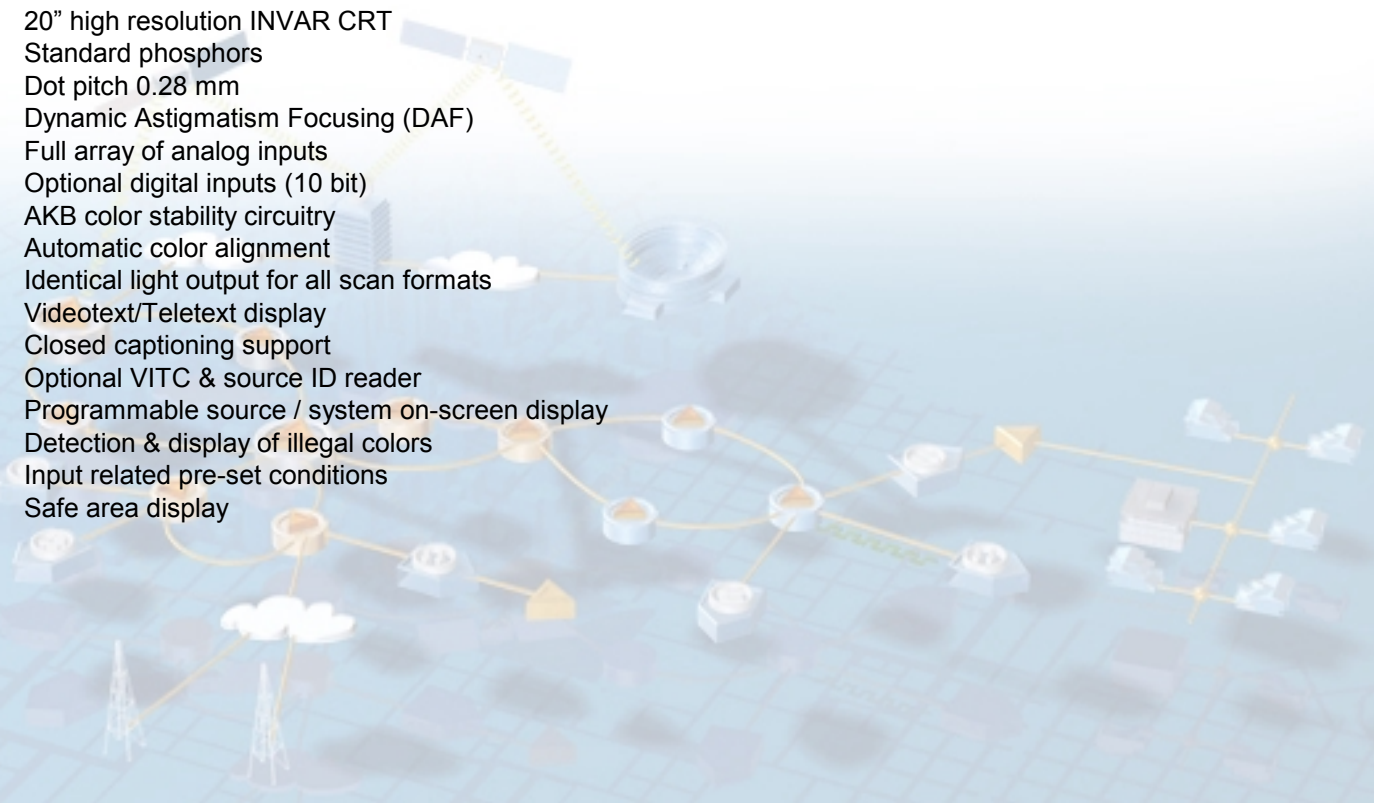 20” high resolution INVAR CRT
Standard phosphors
Dot pitch 0.28 mm
Dynamic Astigmatism Focusing (DAF)
Full array of analog inputs
Optional digital inputs (10 bit)
AKB color stability circuitry
Automatic color alignment
Identical light output for all scan formats
Videotext/Teletext display
Closed captioning support
Optional VITC & source ID reader
Programmable source / system on-screen display
Detection & display of illegal colors
Input related pre-set conditions
Safe area display